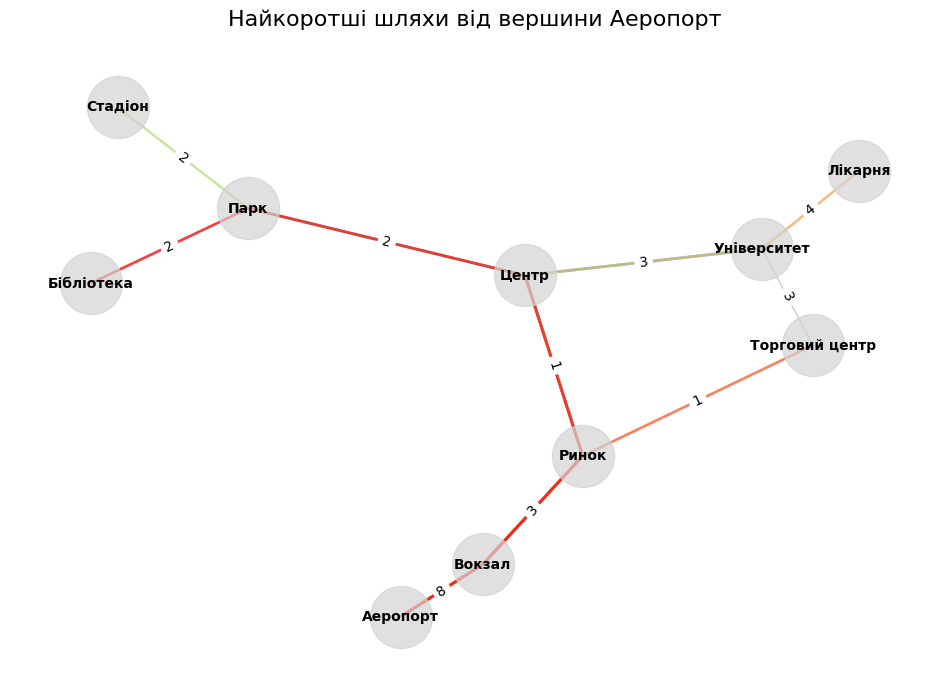 Найкоротші шляхи від вершини Аеропорт
Стадіон
2
Лікарня
Парк
4
2
2
Університет
3
Центр
Бібліотека
3
Торговий центр
1
1
Ринок
3
Вокзал
8
Аеропорт